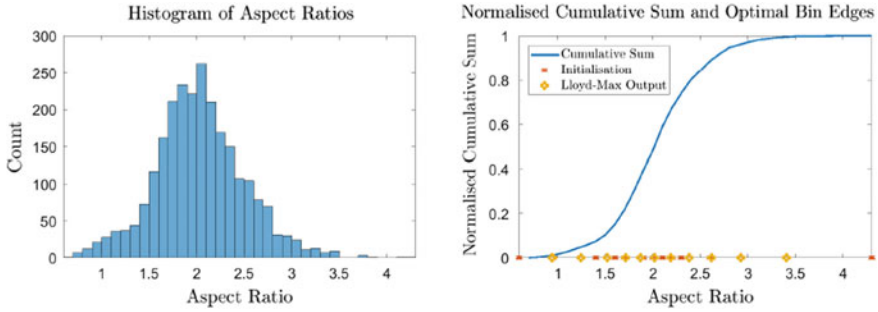 Histogram of Aspect Ratios
300
250
200
150
100
50
0
Count
1 1.5 2 2.5 3 3.5 4
Aspect Ratio
Normalised Cumulative Sum and Optimal Bin Edges
1
0.8
0.6
0.4
0.2
0
Normalised Cumulative Sum
Cumulative Sum
Initialisation
Lloyd-Max Output
1 1.5 2 2.5 3 3.5 4
Aspect Ratio